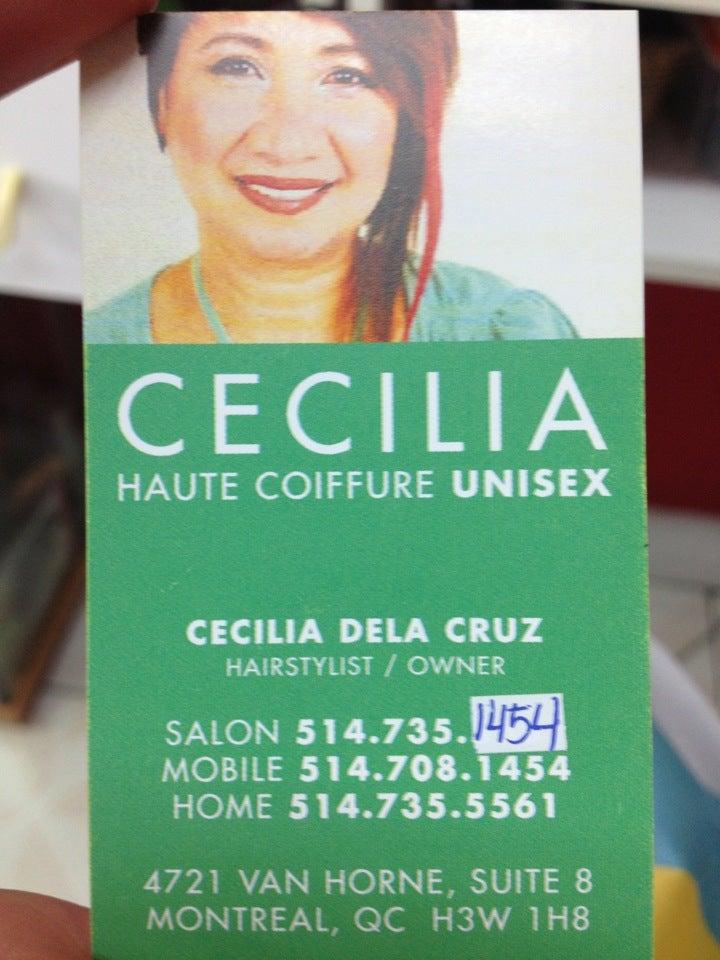 CECILIA
HAUTE COIFFURE UNISEX
CECILIA DELA CRUZ
HAIRSTYLIST / OWNER
SALON 514.735.1454
MOBILE 514.708.1454
HOME 514.735.5561
4721 VAN HORNE, SUITE 8
MONTREAL, QC H3W 1H8